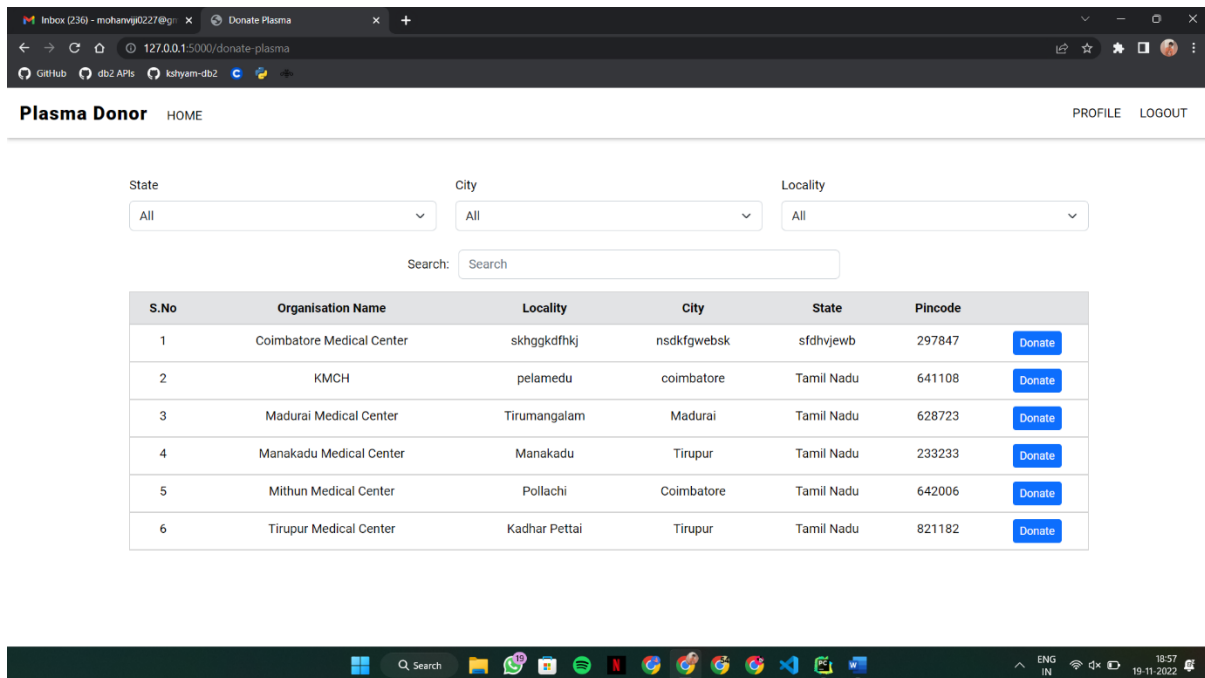 Inbox (236) - mohanviji0227@gm
Donate Plasma
127.0.0.1:5000/donate-plasma
GitHub db2 APIs kshyam-db2
Plasma Donor HOME PROFILE LOGOUT
State City Locality
All All All
Search: Search
S.No Organisation Name Locality City State Pincode
1 Coimbatore Medical Center skhggkdfhkj nsdkfgwebsk sfdhvjewb 297847 Donate
2 KMCH pelamedu coimbatore Tamil Nadu 641108 Donate
3 Madurai Medical Center Tirumangalam Madurai Tamil Nadu 628723 Donate
4 Manakadu Medical Center Manakadu Tirupur Tamil Nadu 233233 Donate
5 Mithun Medical Center Pollachi Coimbatore Tamil Nadu 642006 Donate
6 Tirupur Medical Center Kadhar Pettai Tirupur Tamil Nadu 821182 Donate
Search 19 ENG 18:57
IN 19-11-2022